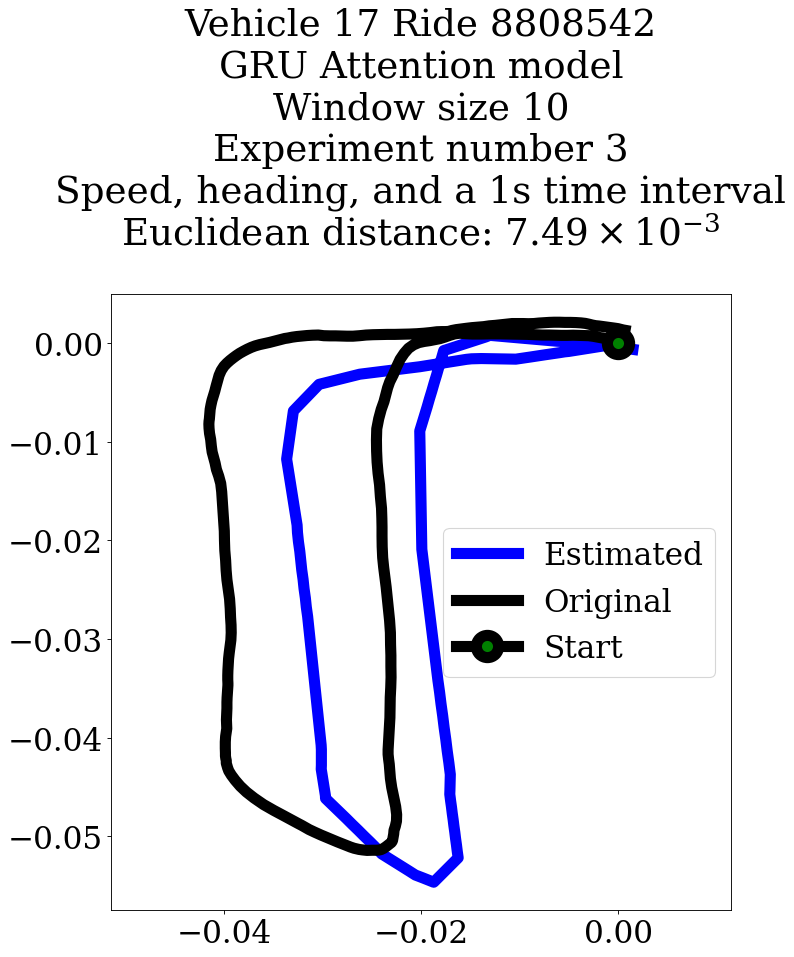 Vehicle 17 Ride 8808542
GRU Attention model
Window size 10
Experiment number 3
Speed, heading, and a 1s time interval
Euclidean distance: 7.49 × 10⁻³
0.00
−0.01
−0.02
−0.03
−0.04
−0.05
Estimated
Original
Start
−0.04
−0.02
0.00